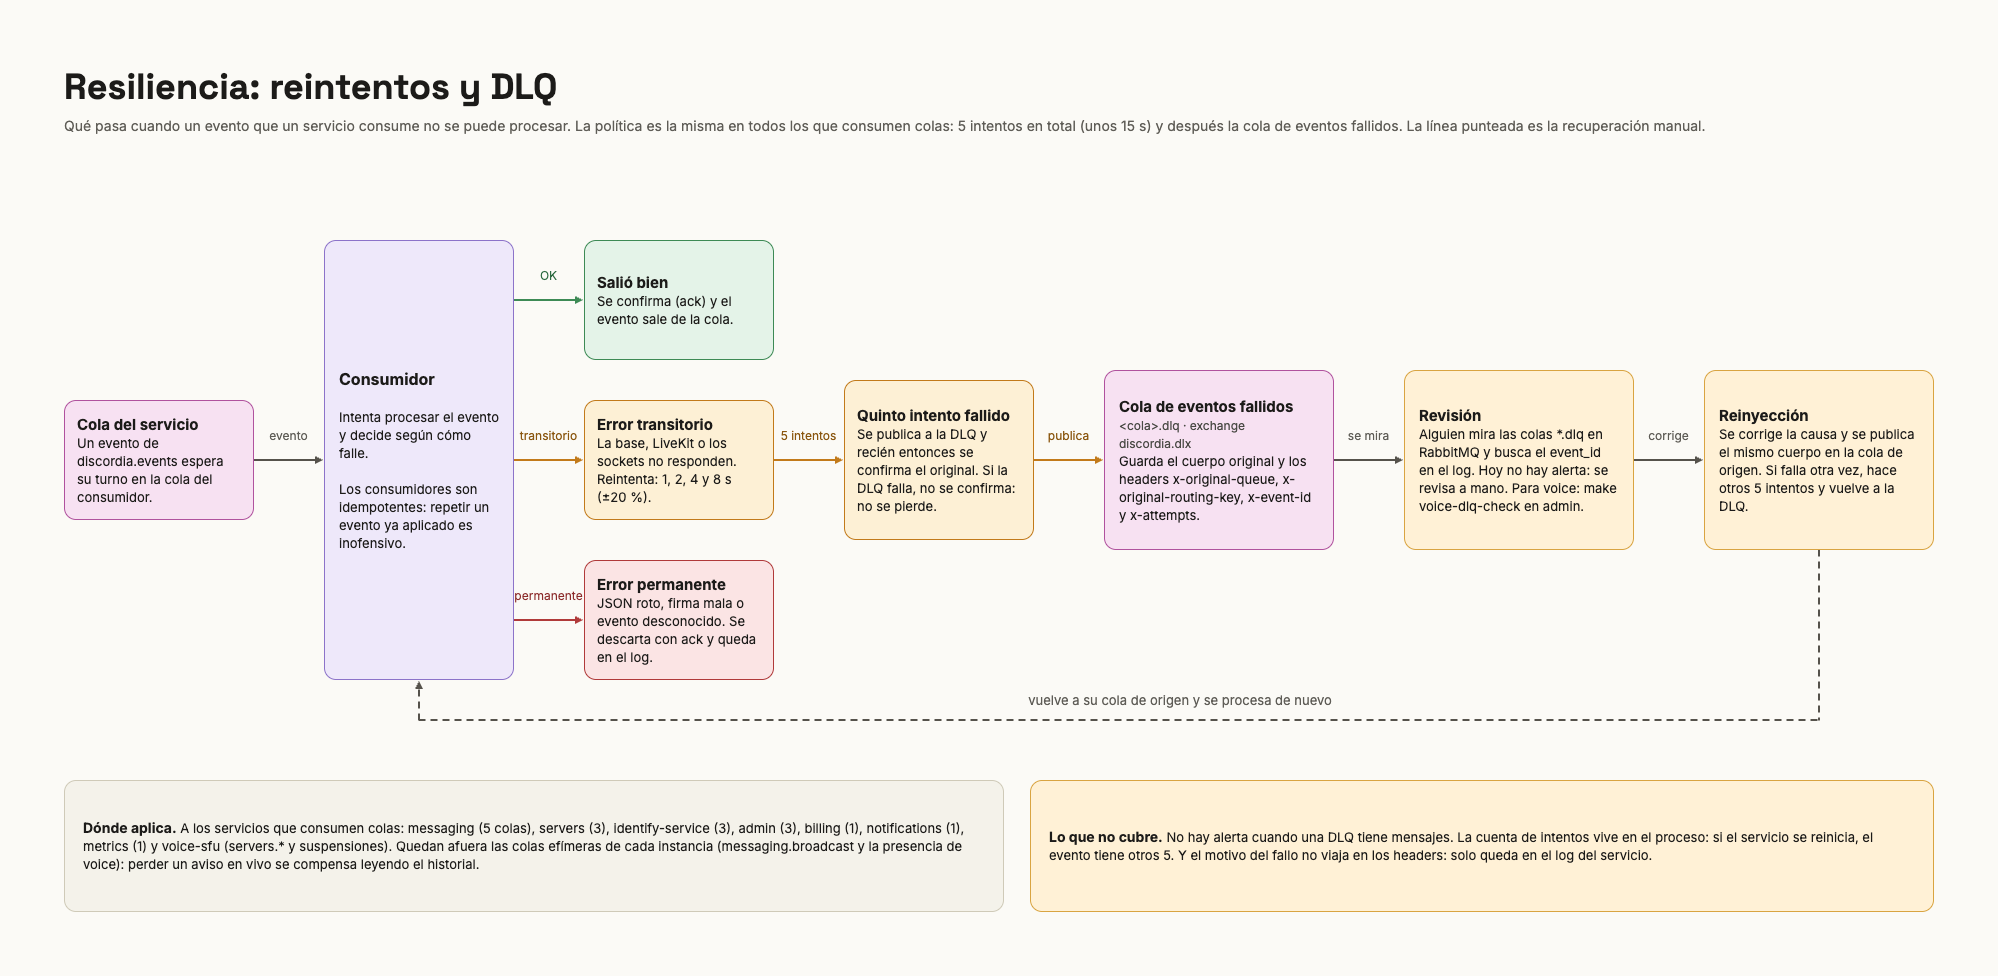 Resiliencia: reintentos y DLQ
Qué pasa cuando un evento que un servicio consume no se puede procesar. La política es la misma en todos los que consumen colas: 5 intentos en total (unos 15 s) y después la cola de eventos fallidos. La línea punteada es la recuperación manual.
Cola del servicio
Un evento de
discordia.events espera
su turno en la cola del
consumidor.
evento
Consumidor
Intenta procesar el evento
y decide según cómo
falle.
Los consumidores son
idempotentes: repetir un
evento ya aplicado es
inofensivo.
OK
Salió bien
Se confirma (ack) y el
evento sale de la cola.
transitorio
Error transitorio
La base, LiveKit o los
sockets no responden.
Reintenta: 1, 2, 4 y 8 s
(±20 %).
permanente
Error permanente
JSON roto, firma mala o
evento desconocido. Se
descarta con ack y queda
en el log.
5 intentos
Quinto intento fallido
Se publica a la DLQ y
recién entonces se
confirma el original. Si la
DLQ falla, no se confirma:
no se pierde.
publica
Cola de eventos fallidos
<cola>.dlq · exchange
discordia.dlx
Guarda el cuerpo original y los
headers x-original-queue, x-
original-routing-key, x-event-id
y x-attempts.
se mira
Revisión
Alguien mira las colas *.dlq en
RabbitMQ y busca el event_id
en el log. Hoy no hay alerta: se
revisa a mano. Para voice: make
voice-dlq-check en admin.
corrige
Reinyección
Se corrige la causa y se publica
el mismo cuerpo en la cola de
origen. Si falla otra vez, hace
otros 5 intentos y vuelve a la
DLQ.
vuelve a su cola de origen y se procesa de nuevo
Dónde aplica. A los servicios que consumen colas: messaging (5 colas), servers (3), identify-service (3), admin (3), billing (1), notifications (1),
metrics (1) y voice-sfu (servers.* y suspensiones). Quedan afuera las colas efímeras de cada instancia (messaging.broadcast y la presencia de
voice): perder un aviso en vivo se compensa leyendo el historial.
Lo que no cubre. No hay alerta cuando una DLQ tiene mensajes. La cuenta de intentos vive en el proceso: si el servicio se reinicia, el
evento tiene otros 5. Y el motivo del fallo no viaja en los headers: solo queda en el log del servicio.